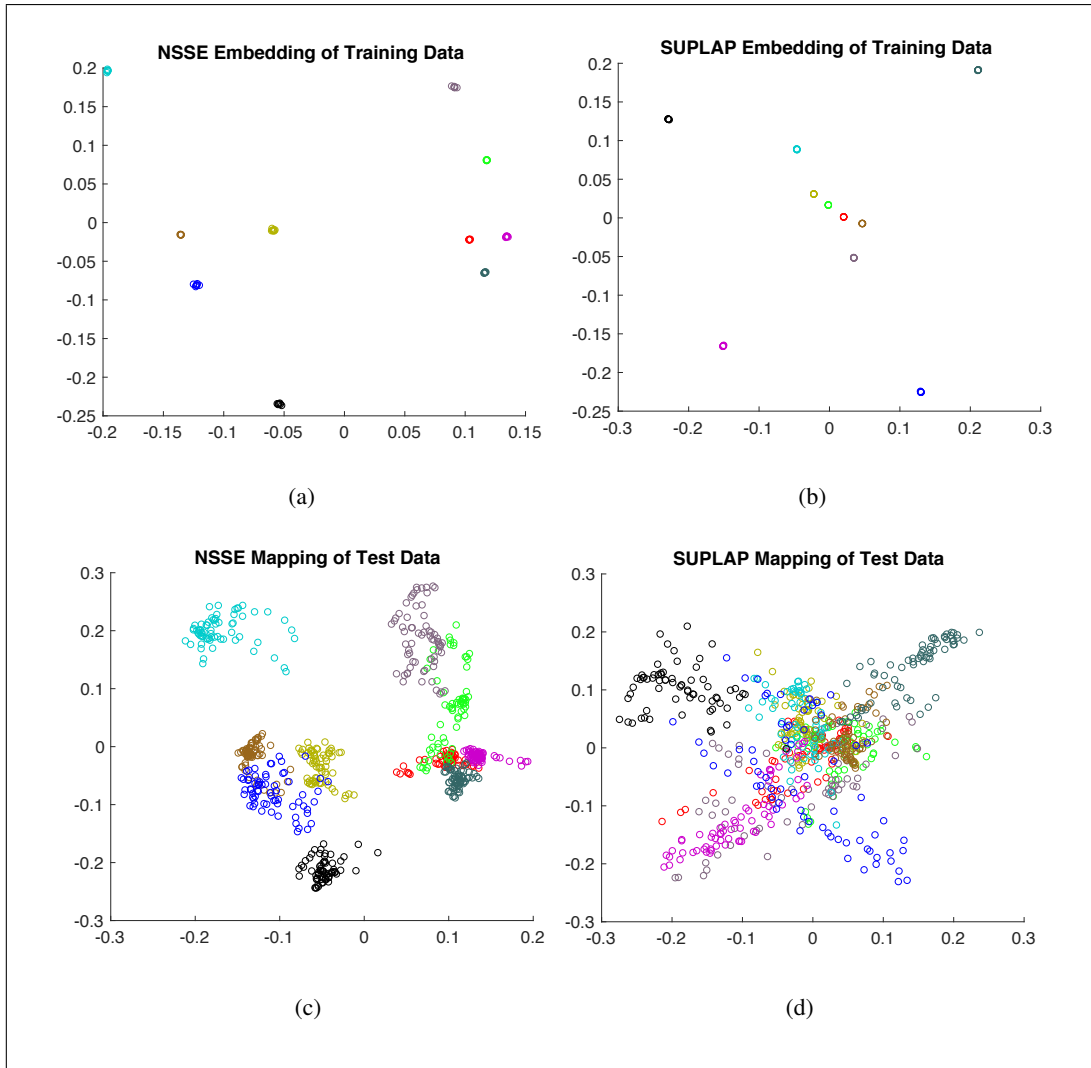 NSSE Embedding of Training Data
0.2
0.15
0.1
0.05
0
-0.05
-0.1
-0.15
-0.2
-0.25
-0.2 -0.15 -0.1 -0.05 0 0.05 0.1 0.15
(a)
SUPLAP Embedding of Training Data
0.2
0.15
0.1
0.05
0
-0.05
-0.1
-0.15
-0.2
-0.25
-0.3 -0.2 -0.1 0 0.1 0.2 0.3
(b)
NSSE Mapping of Test Data
0.3
0.2
0.1
0
-0.1
-0.2
-0.3
-0.3 -0.2 -0.1 0 0.1 0.2
(c)
SUPLAP Mapping of Test Data
0.3
0.2
0.1
0
-0.1
-0.2
-0.3
-0.3 -0.2 -0.1 0 0.1 0.2 0.3
(d)